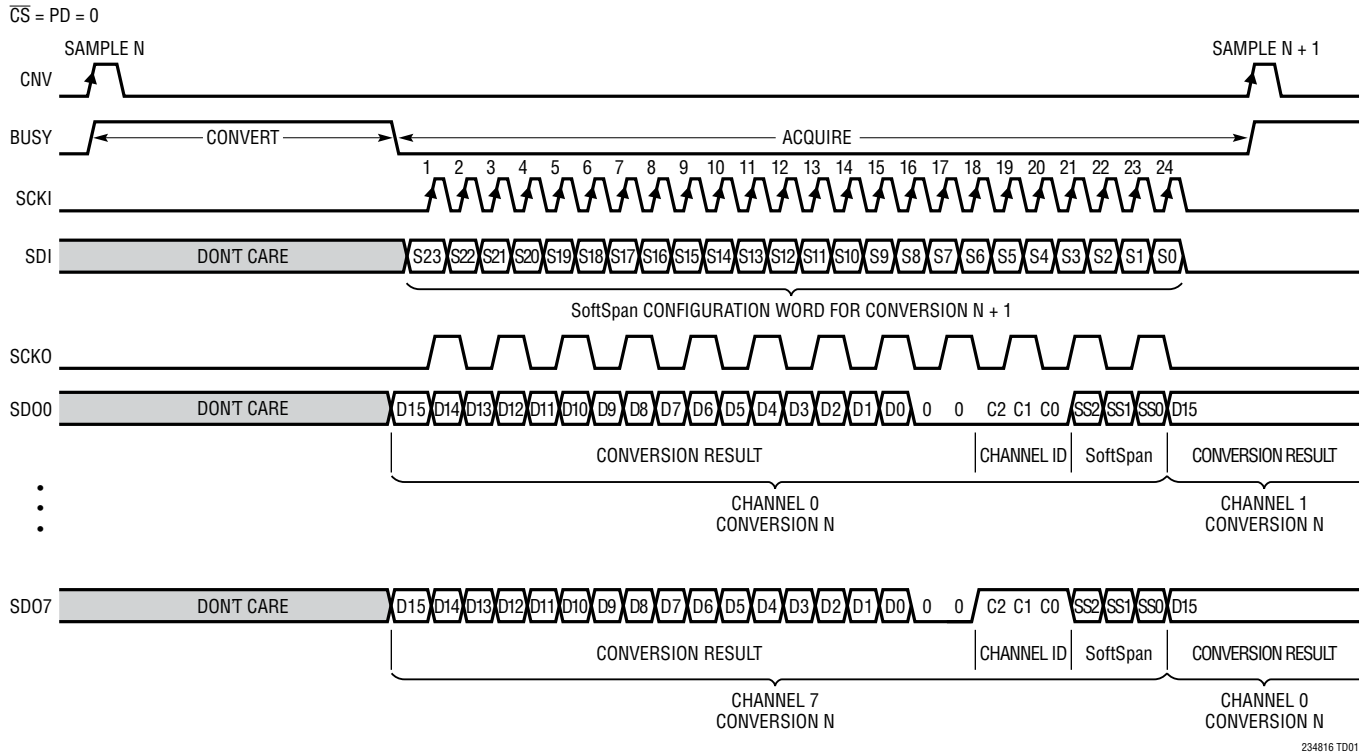 CS = PD = 0
SAMPLE N
SAMPLE N + 1
CNV
BUSY
CONVERT
ACQUIRE
1 2 3 4 5 6 7 8 9 10 11 12 13 14 15 16 17 18 19 20 21 22 23 24
SCKI
SDI
DON'T CARE
S23 S22 S21 S20 S19 S18 S17 S16 S15 S14 S13 S12 S11 S10 S9 S8 S7 S6 S5 S4 S3 S2 S1 S0
SoftSpan CONFIGURATION WORD FOR CONVERSION N + 1
SCKO
SDO0
DON'T CARE
D15 D14 D13 D12 D11 D10 D9 D8 D7 D6 D5 D4 D3 D2 D1 D0 0 0 C2 C1 C0 SS2 SS1 SS0 D15
CONVERSION RESULT
CHANNEL ID
SoftSpan
CONVERSION RESULT
CHANNEL 0
CONVERSION N
CHANNEL 1
CONVERSION N
SDO7
DON'T CARE
D15 D14 D13 D12 D11 D10 D9 D8 D7 D6 D5 D4 D3 D2 D1 D0 0 0 C2 C1 C0 SS2 SS1 SS0 D15
CONVERSION RESULT
CHANNEL ID
SoftSpan
CONVERSION RESULT
CHANNEL 7
CONVERSION N
CHANNEL 0
CONVERSION N
234816 TD01